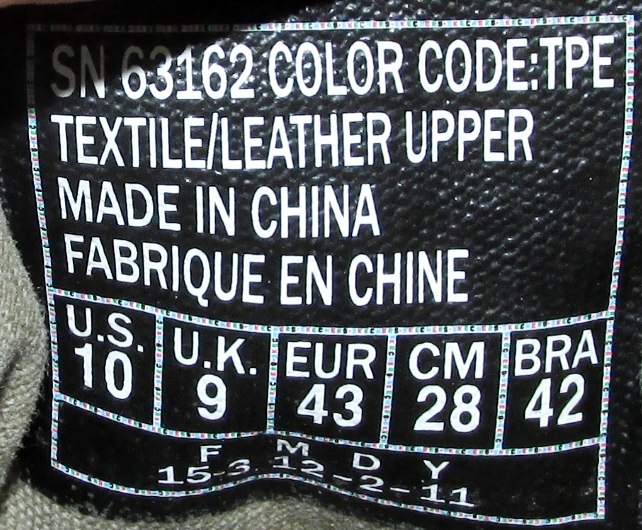 SN 63162 COLOR CODE:TPE
TEXTILE/LEATHER UPPER
MADE IN CHINA
FABRIQUE EN CHINE
U.S. U.K. EUR CM BRA
10 9 43 28 42
F M D Y
15-3 12-2-11